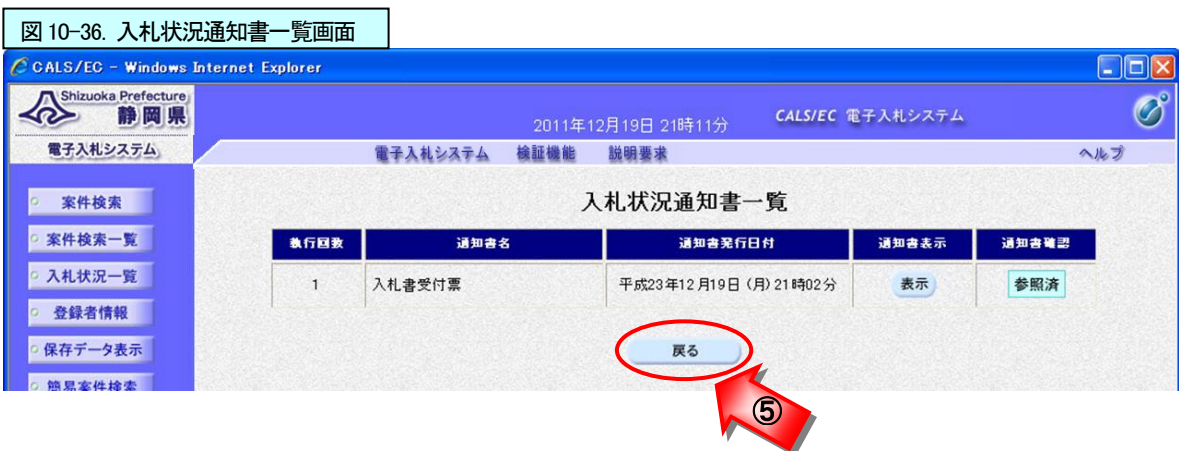 図 10-36. 入札状況通知書一覧画面
CALS/EC - Windows Internet Explorer
Shizuoka Prefecture
静岡県
2011年12月19日 21時11分
CALS/EC 電子入札システム
電子入札システム
電子入札システム 検証機能 説明要求
ヘルプ
案件検索
案件検索一覧
入札状況一覧
登録者情報
保存データ表示
簡易案件検索
入札状況通知書一覧
執行回数 通知書名 通知書発行日付 通知書表示 通知書確認
1 入札書受付票 平成23年12月19日 (月) 21時02分 表示 参照済
戻る
⑤